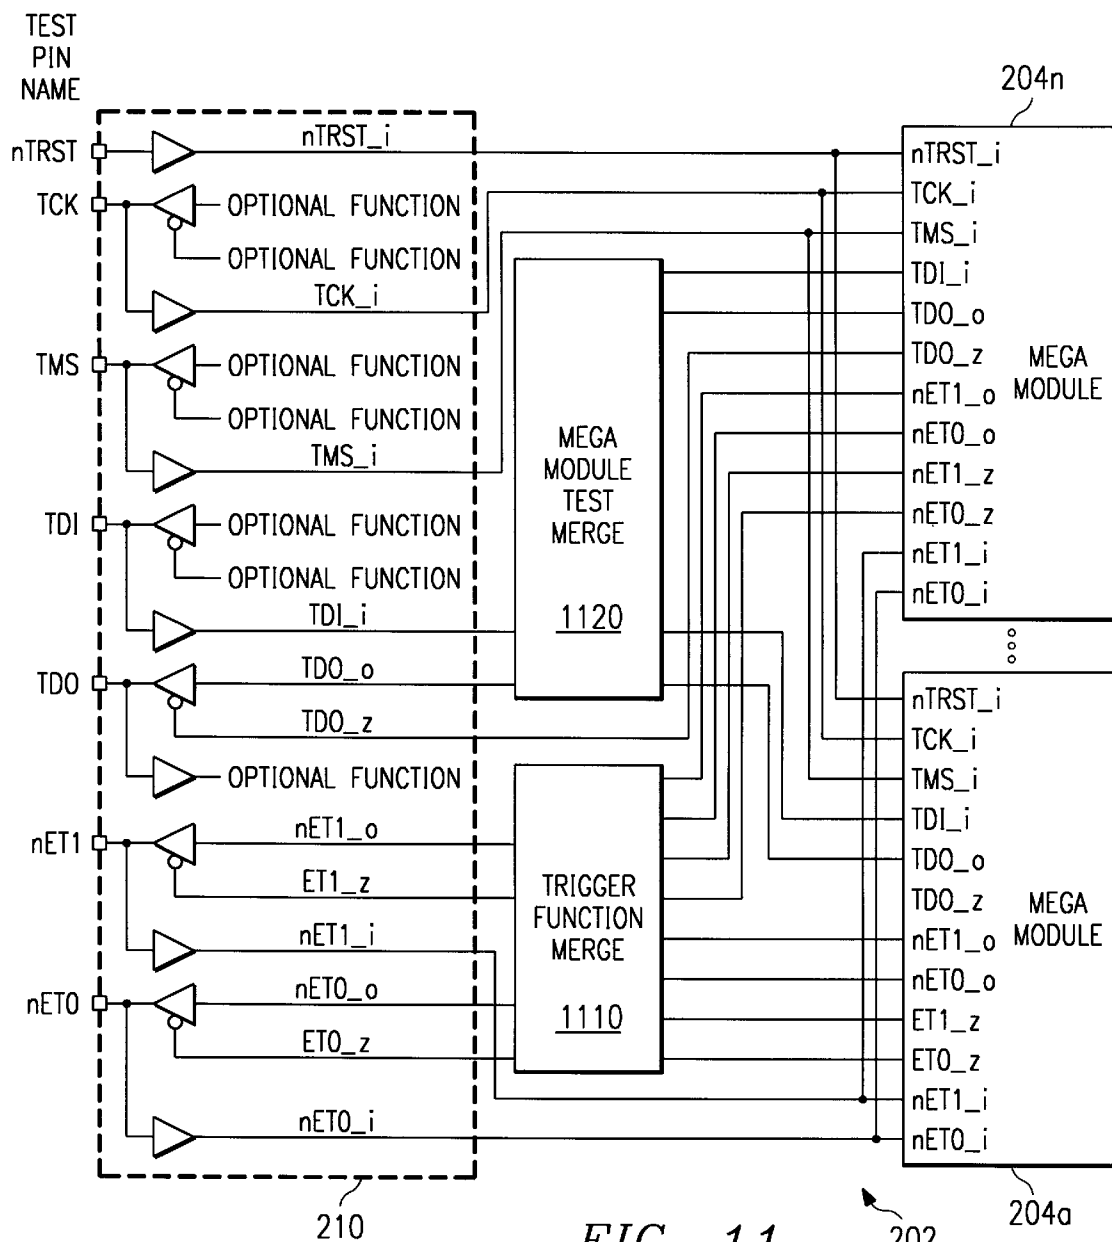 TEST
PIN
NAME
nTRST
nTRST_i
TCK
OPTIONAL FUNCTION
OPTIONAL FUNCTION
TCK_i
TMS
OPTIONAL FUNCTION
OPTIONAL FUNCTION
TMS_i
TDI
OPTIONAL FUNCTION
OPTIONAL FUNCTION
TDI_i
TDO
TDO_o
TDO_z
OPTIONAL FUNCTION
nET1
nET1_o
ET1_z
nET1_i
nET0
nET0_o
ET0_z
nET0_i
210
MEGA
MODULE
TEST
MERGE
1120
TRIGGER
FUNCTION
MERGE
1110
204n
nTRST_i
TCK_i
TMS_i
TDI_i
TDO_o
TDO_z
nET1_o
nET0_o
nET1_z
nET0_z
nET1_i
nET0_i
MEGA
MODULE
nTRST_i
TCK_i
TMS_i
TDI_i
TDO_o
TDO_z
nET1_o
nET0_o
ET1_z
ET0_z
nET1_i
nET0_i
MEGA
MODULE
204a
202
FIG. 11